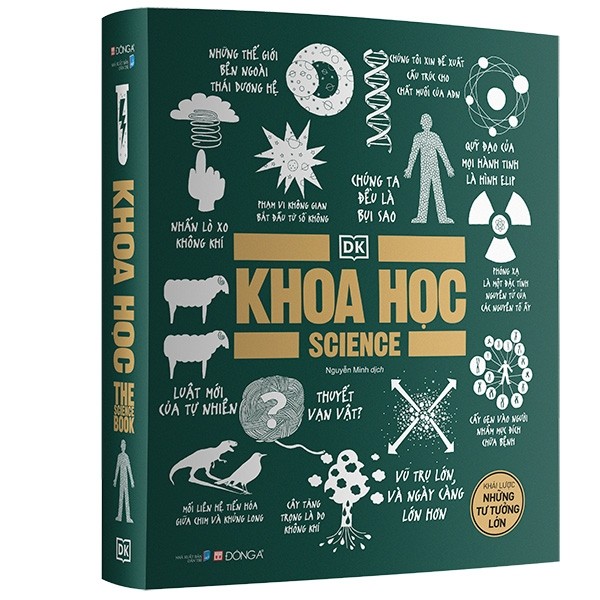 ĐÔNG A
KHOA HỌC
THE
SCIENCE
BOOK
DK
NHỮNG THẾ GIỚI
BÊN NGOÀI
THÁI DƯƠNG HỆ
CHÚNG TÔI XIN ĐỀ XUẤT
CẤU TRÚC CHO
CHẤT MUỐI CỦA ADN
QUỸ ĐẠO CỦA
MỌI HÀNH TINH
LÀ HÌNH ELIP
PHẠM VI KHÔNG GIAN
BẮT ĐẦU TỪ SỐ KHÔNG
CHÚNG TA
ĐỀU LÀ
BỤI SAO
NHẤN LÒ XO
KHÔNG KHÍ
DK
KHOA HỌC
SCIENCE
Nguyễn Minh dịch
PHÓNG XẠ
LÀ MỘT ĐẶC TÍNH
NGUYÊN TỬ CỦA
CÁC NGUYÊN TỐ ẤY
LUẬT MỚI
CỦA TỰ NHIÊN
?
THUYẾT
VẠN VẬT?
CẤY GEN VÀO NGƯỜI
NHẰM MỤC ĐÍCH
CHỮA BỆNH
MỐI LIÊN HỆ TIẾN HÓA
GIỮA CHIM VÀ KHỦNG LONG
CÂY TĂNG
TRỌNG LÀ DO
KHÔNG KHÍ
VŨ TRỤ LỚN,
VÀ NGÀY CÀNG
LỚN HƠN
KHÁI LƯỢC
NHỮNG
TƯ TƯỞNG
LỚN
NHÀ XUẤT BẢN
DÂN TRÍ
ĐÔNG A